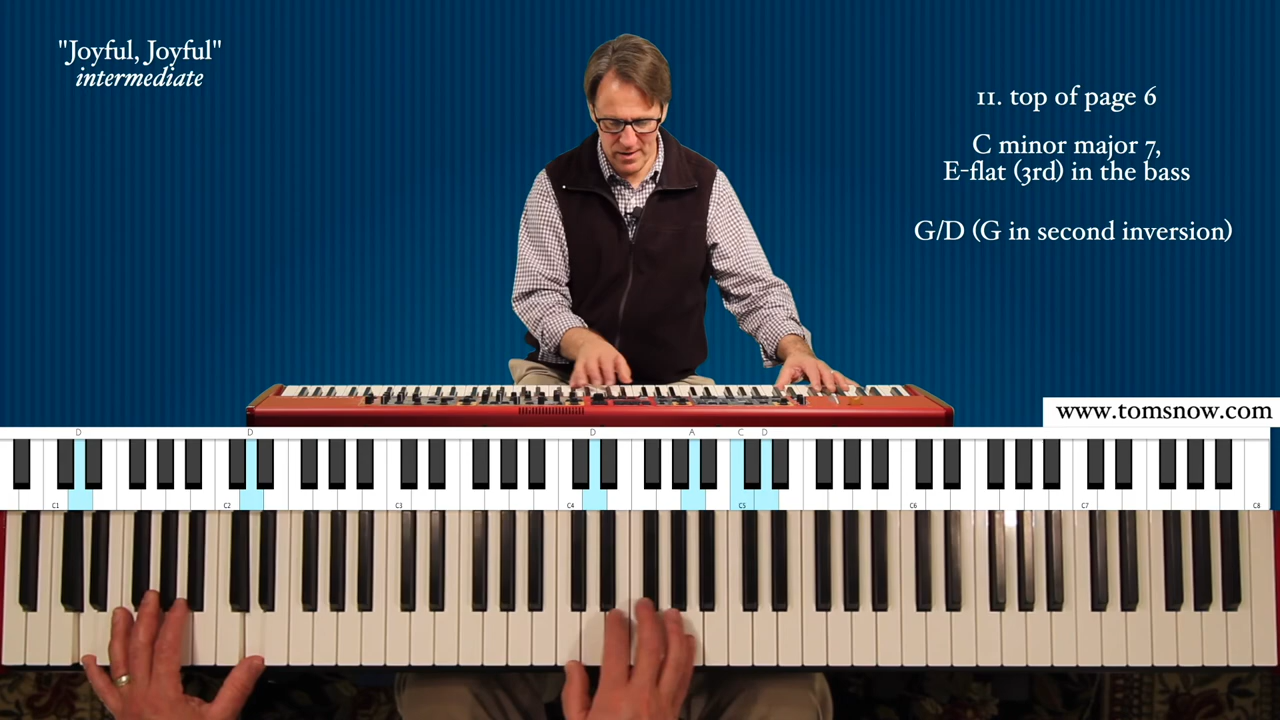 "Joyful, Joyful"
intermediate
11. top of page 6
C minor major 7,
E-flat (3rd) in the bass
G/D (G in second inversion)
www.tomsnow.com
D D D A C D
C1 C2 C3 C4 C5 C6 C7 C8